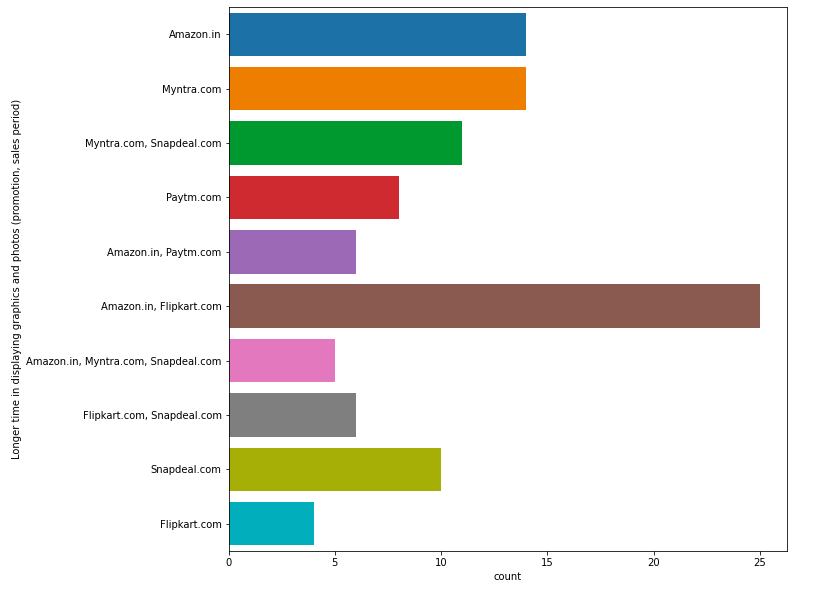 Longer time in displaying graphics and photos (promotion, sales period)
Amazon.in
Myntra.com
Myntra.com, Snapdeal.com
Paytm.com
Amazon.in, Paytm.com
Amazon.in, Flipkart.com
Amazon.in, Myntra.com, Snapdeal.com
Flipkart.com, Snapdeal.com
Snapdeal.com
Flipkart.com
0 5 10 15 20 25
count